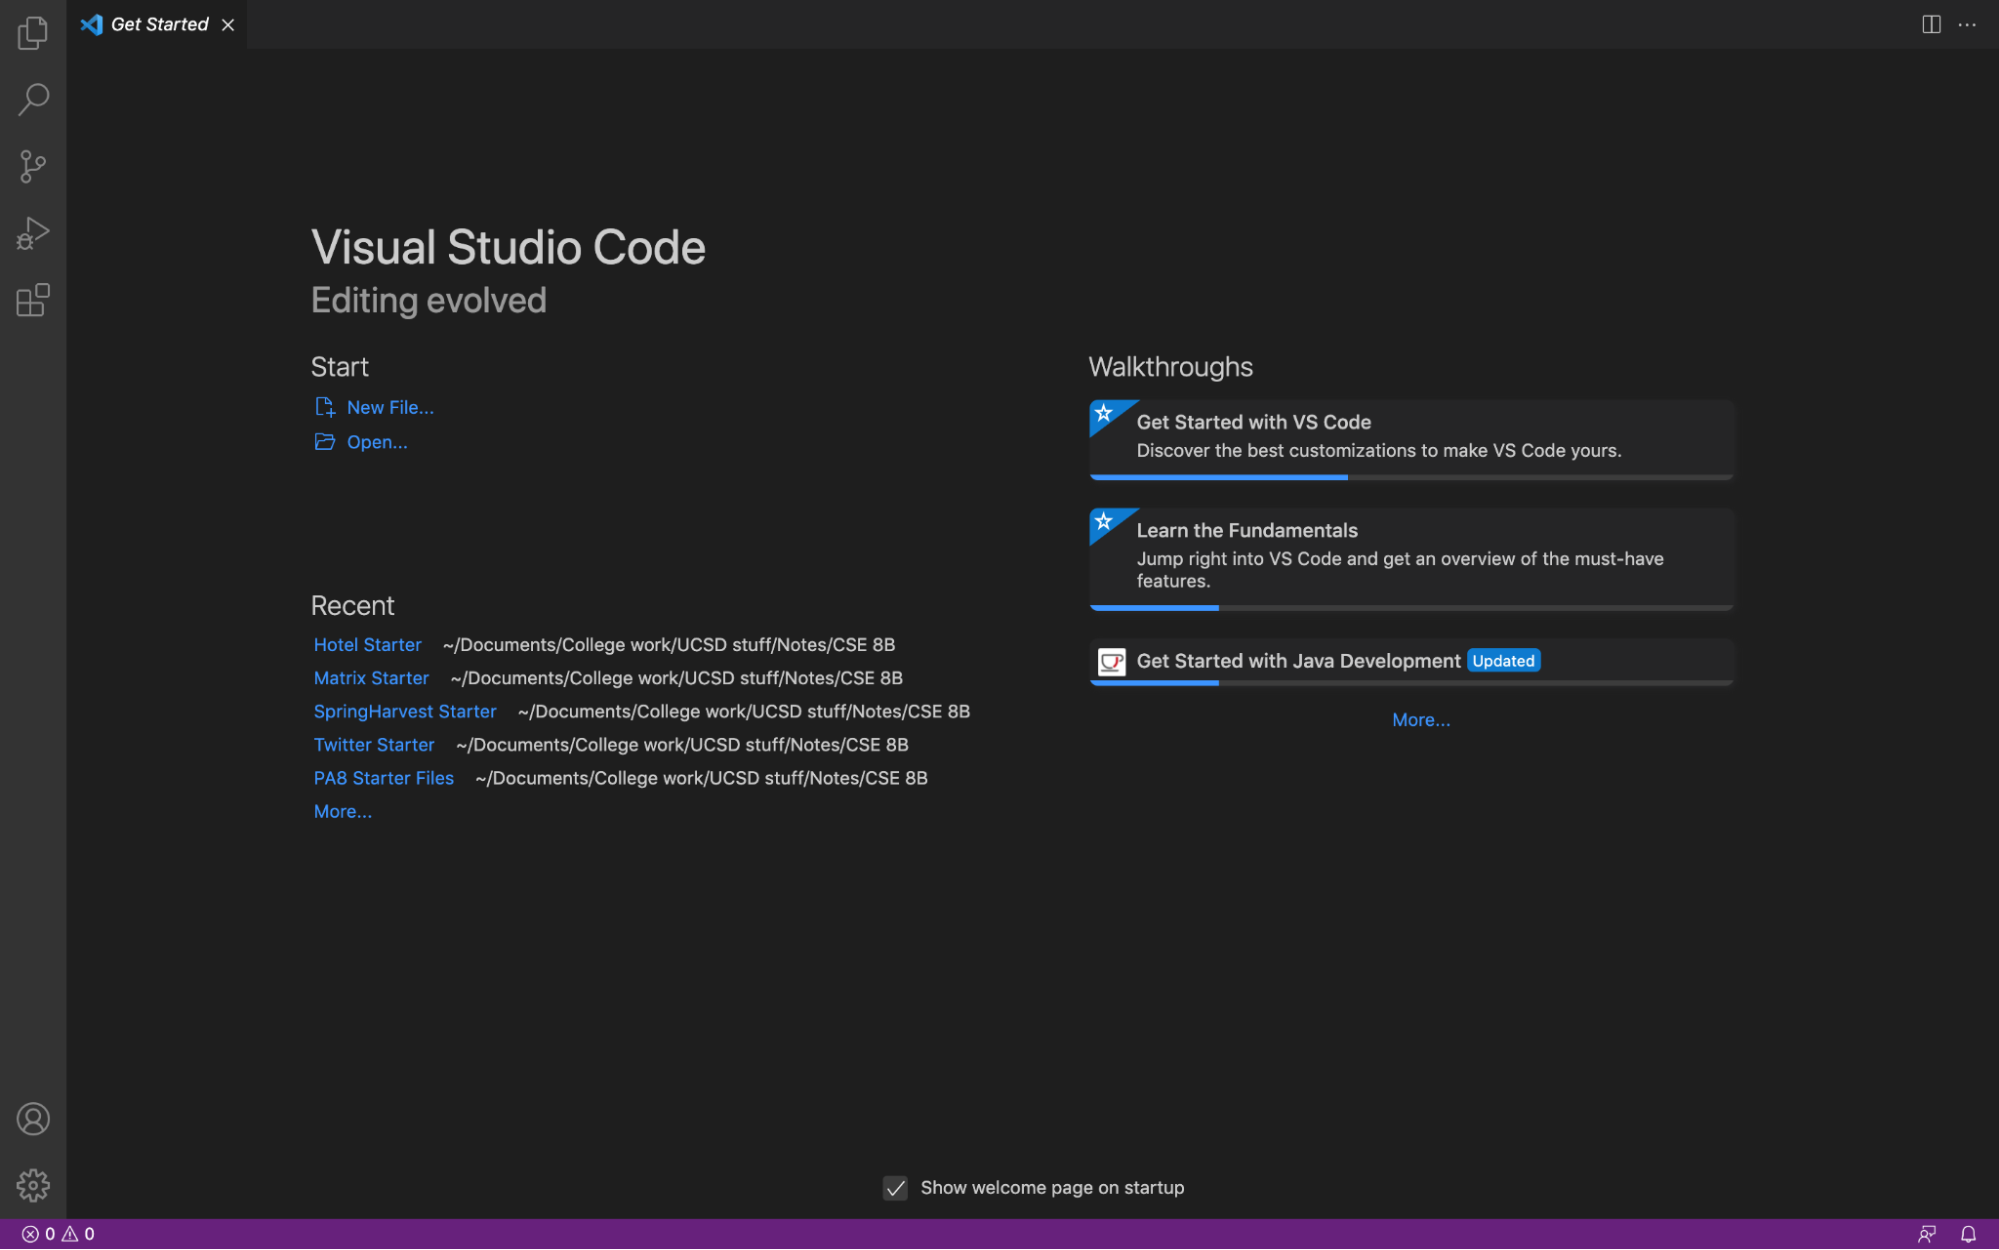 Get Started
Visual Studio Code
Editing evolved
Start
New File...
Open...
Recent
Hotel Starter ~/Documents/College work/UCSD stuff/Notes/CSE 8B
Matrix Starter ~/Documents/College work/UCSD stuff/Notes/CSE 8B
SpringHarvest Starter ~/Documents/College work/UCSD stuff/Notes/CSE 8B
Twitter Starter ~/Documents/College work/UCSD stuff/Notes/CSE 8B
PA8 Starter Files ~/Documents/College work/UCSD stuff/Notes/CSE 8B
More...
Walkthroughs
Get Started with VS Code
Discover the best customizations to make VS Code yours.
Learn the Fundamentals
Jump right into VS Code and get an overview of the must-have
features.
Get Started with Java Development Updated
More...
Show welcome page on startup
0 0